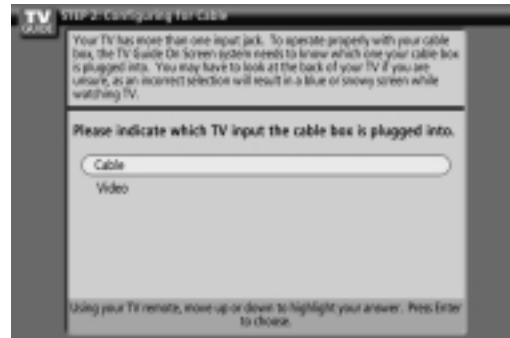 TV
GUIDE
STEP 2: Configuring for Cable
Your TV has more than one input jack. To operate properly with your cable
box, the TV Guide On Screen system needs to know which one your cable box
is plugged into. You may have to look at the back of your TV if you are
unsure, as an incorrect selection will result in a blue or snowy screen while
watching TV.
Please indicate which TV input the cable box is plugged into.
Cable
Video
Using your TV remote, move up or down to highlight your answer. Press Enter
to choose.